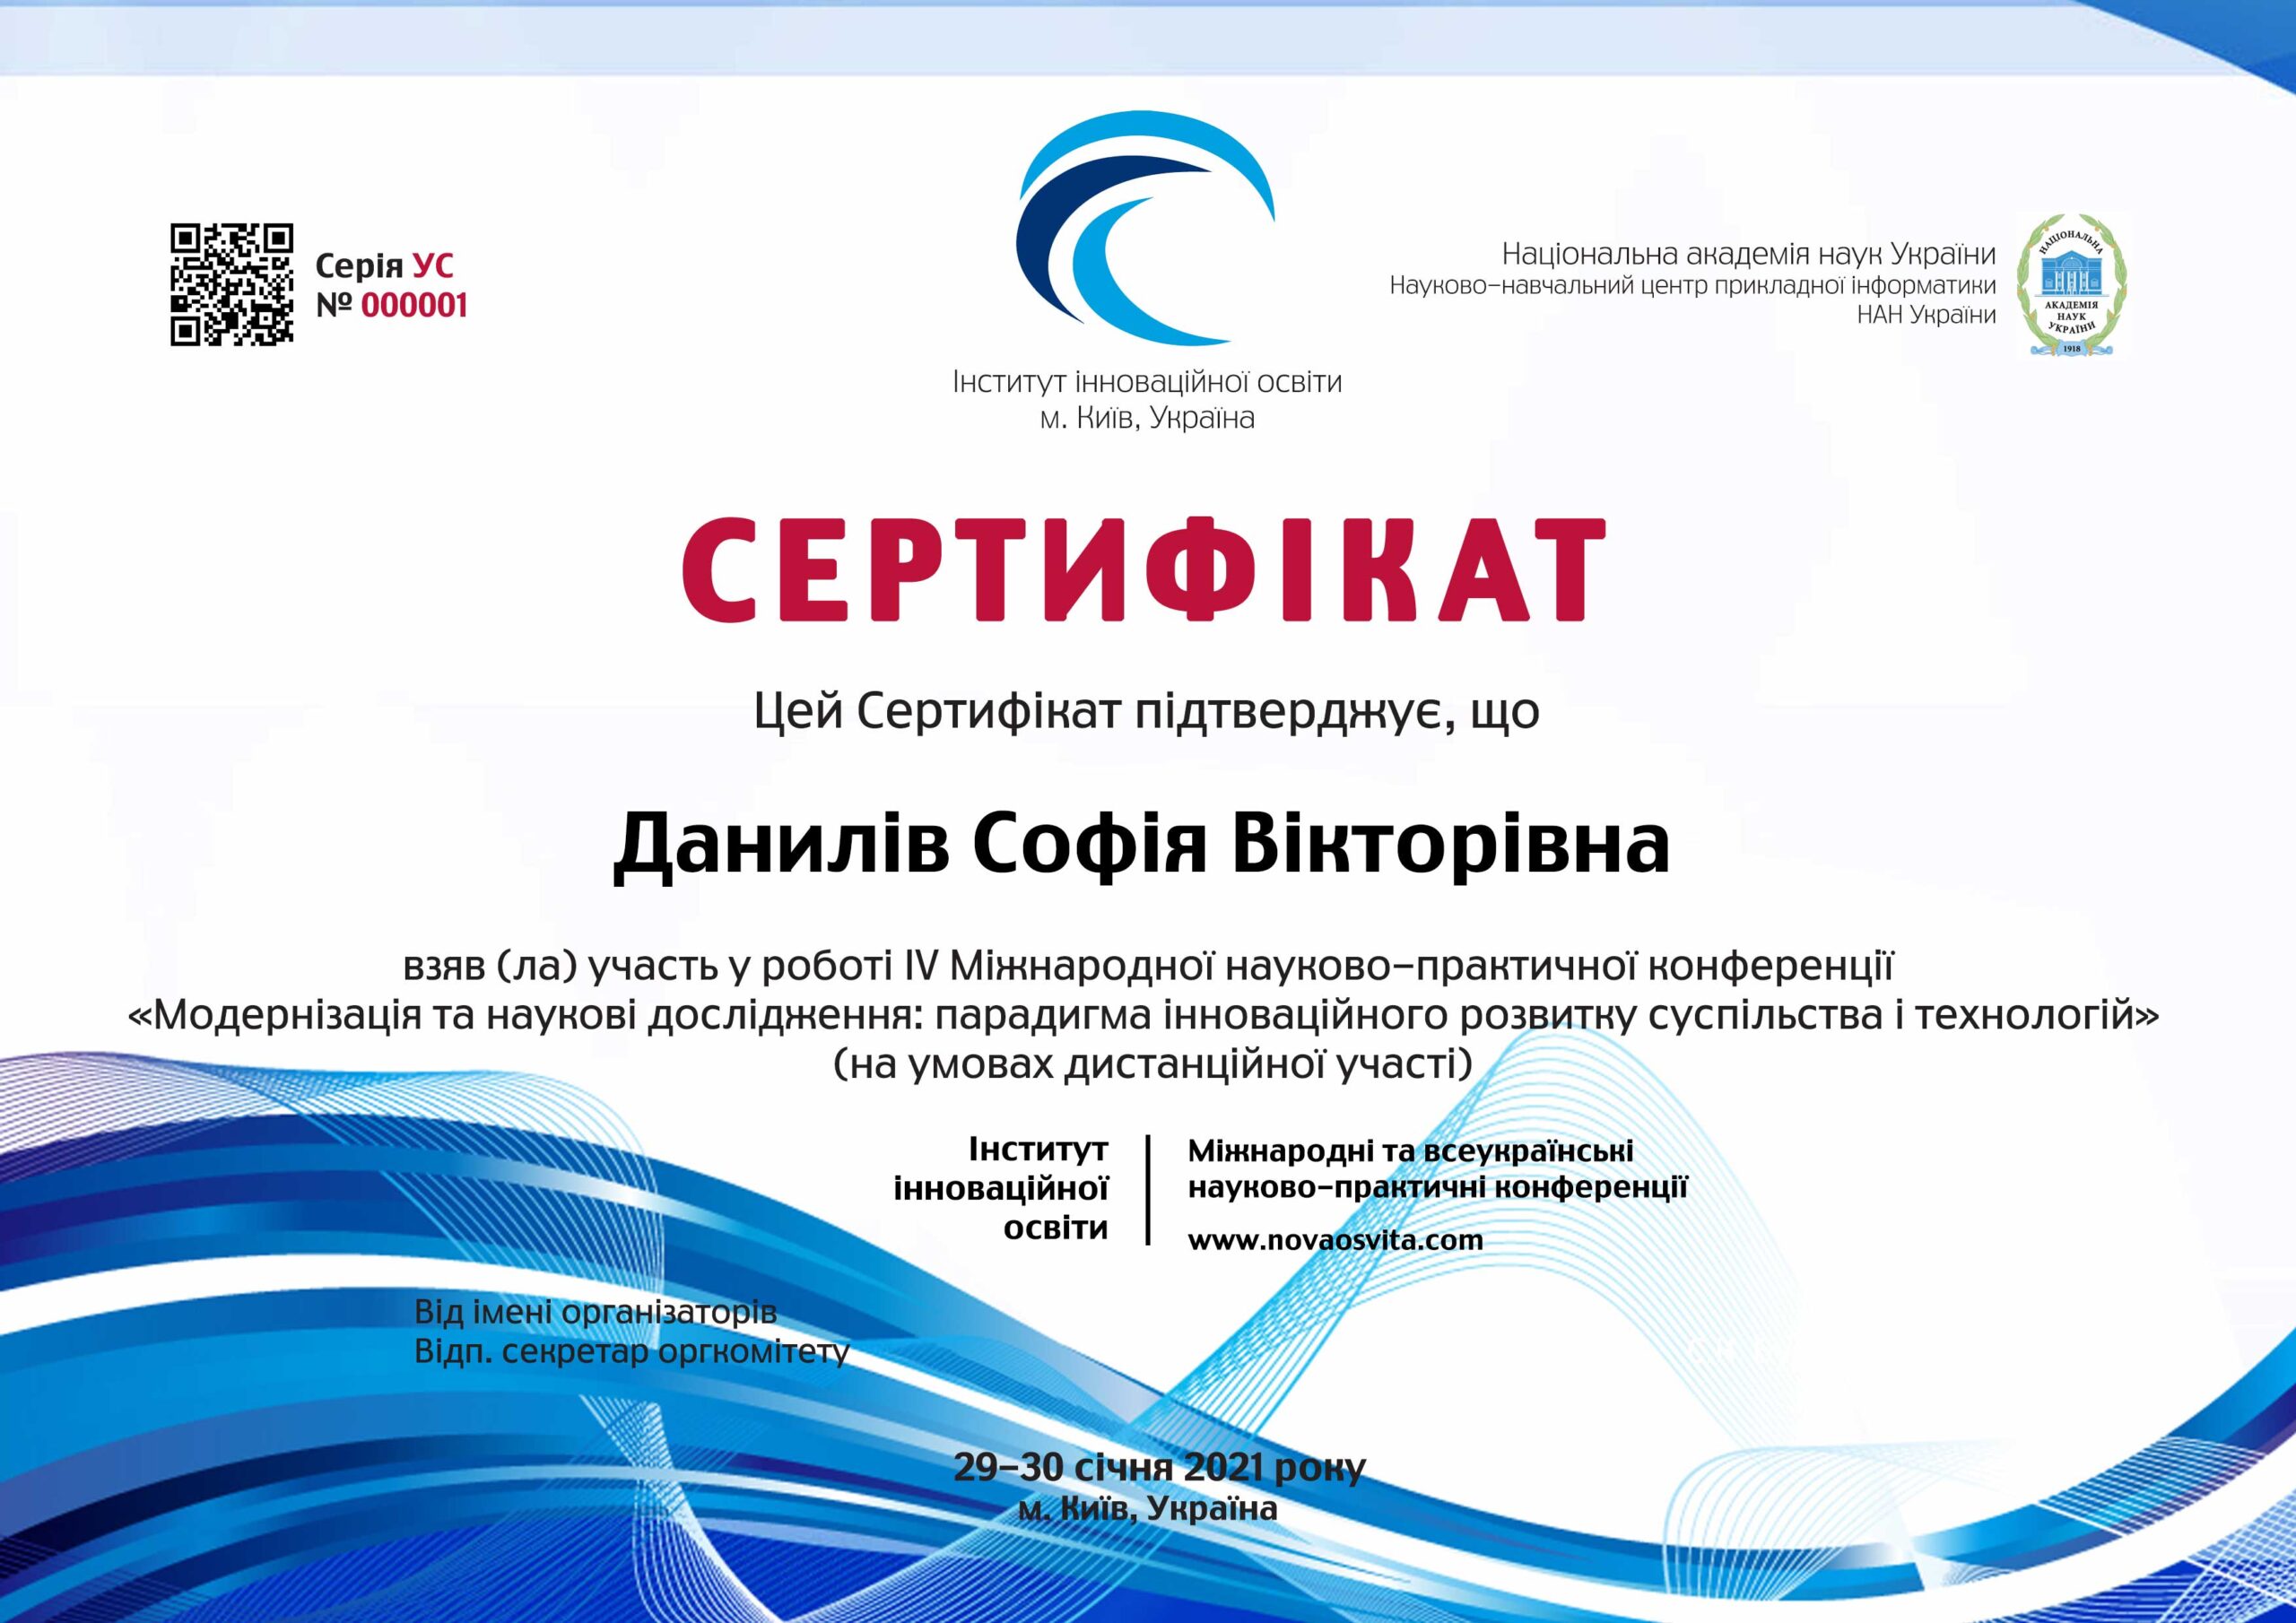 Серія УС
№ 000001
Інститут інноваційної освіти
м. Київ, Україна
Національна академія наук України
Науково-навчальний центр прикладної інформатики
НАН України
НАЦІОНАЛЬНА
АКАДЕМІЯ
НАУК
УКРАЇНИ
1918
СЕРТИФІКАТ
Цей Сертифікат підтверджує, що
Данилів Софія Вікторівна
взяв (ла) участь у роботі IV Міжнародної науково-практичної конференції
«Модернізація та наукові дослідження: парадигма інноваційного розвитку суспільства і технологій»
(на умовах дистанційної участі)
Інститут
інноваційної
освіти
Міжнародні та всеукраїнські
науково-практичні конференції
www.novaosvita.com
Від імені організаторів
Відп. секретар оргкомітету
29-30 січня 2021 року
м. Київ, Україна